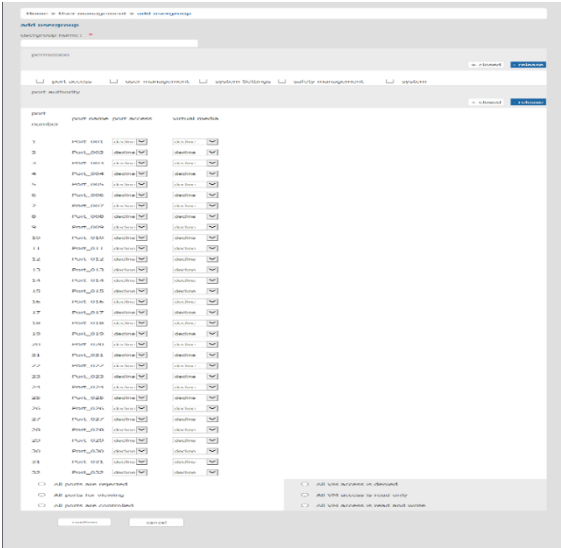 Home > User management > add usergroup
add usergroup
usergroup name: *
permission
closed release
port access user management system Settings safety management system
port authority
closed release
port number port name port access virtual media
1 Port_001 decline decline
2 Port_002 decline decline
3 Port_003 decline decline
4 Port_004 decline decline
5 Port_005 decline decline
6 Port_006 decline decline
7 Port_007 decline decline
8 Port_008 decline decline
9 Port_009 decline decline
10 Port_010 decline decline
11 Port_011 decline decline
12 Port_012 decline decline
13 Port_013 decline decline
14 Port_014 decline decline
15 Port_015 decline decline
16 Port_016 decline decline
17 Port_017 decline decline
18 Port_018 decline decline
19 Port_019 decline decline
20 Port_020 decline decline
21 Port_021 decline decline
22 Port_022 decline decline
23 Port_023 decline decline
24 Port_024 decline decline
25 Port_025 decline decline
26 Port_026 decline decline
27 Port_027 decline decline
28 Port_028 decline decline
29 Port_029 decline decline
30 Port_030 decline decline
31 Port_031 decline decline
32 Port_032 decline decline
All ports are rejected All VM access is denied
All ports for viewing All VM access is read only
All ports are controlled All VM access is read and write
confirm cancel